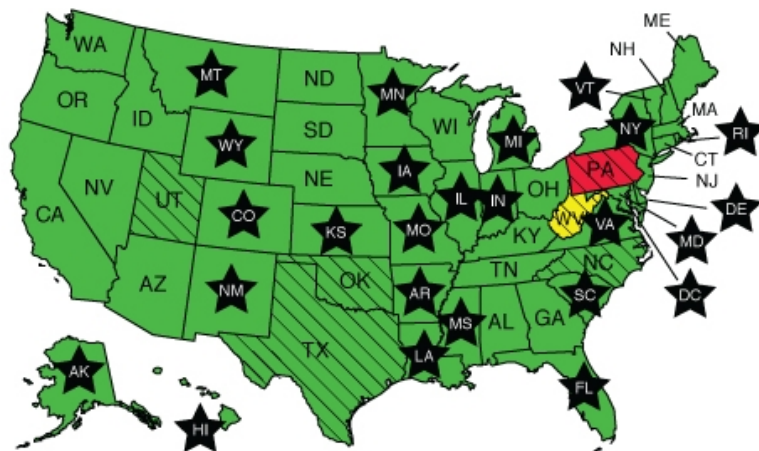 ME
WA
NH
MT
ND
VT
MN
OR
MA
ID
SD
WI
NY
RI
MI
WY
CT
PA
IA
NJ
NE
OH
NV
UT
IL
IN
DE
CO
WV
CA
VA
KS
MO
KY
MD
NC
TN
OK
AZ
NM
AR
SC
DC
MS
AL
GA
TX
LA
AK
FL
HI